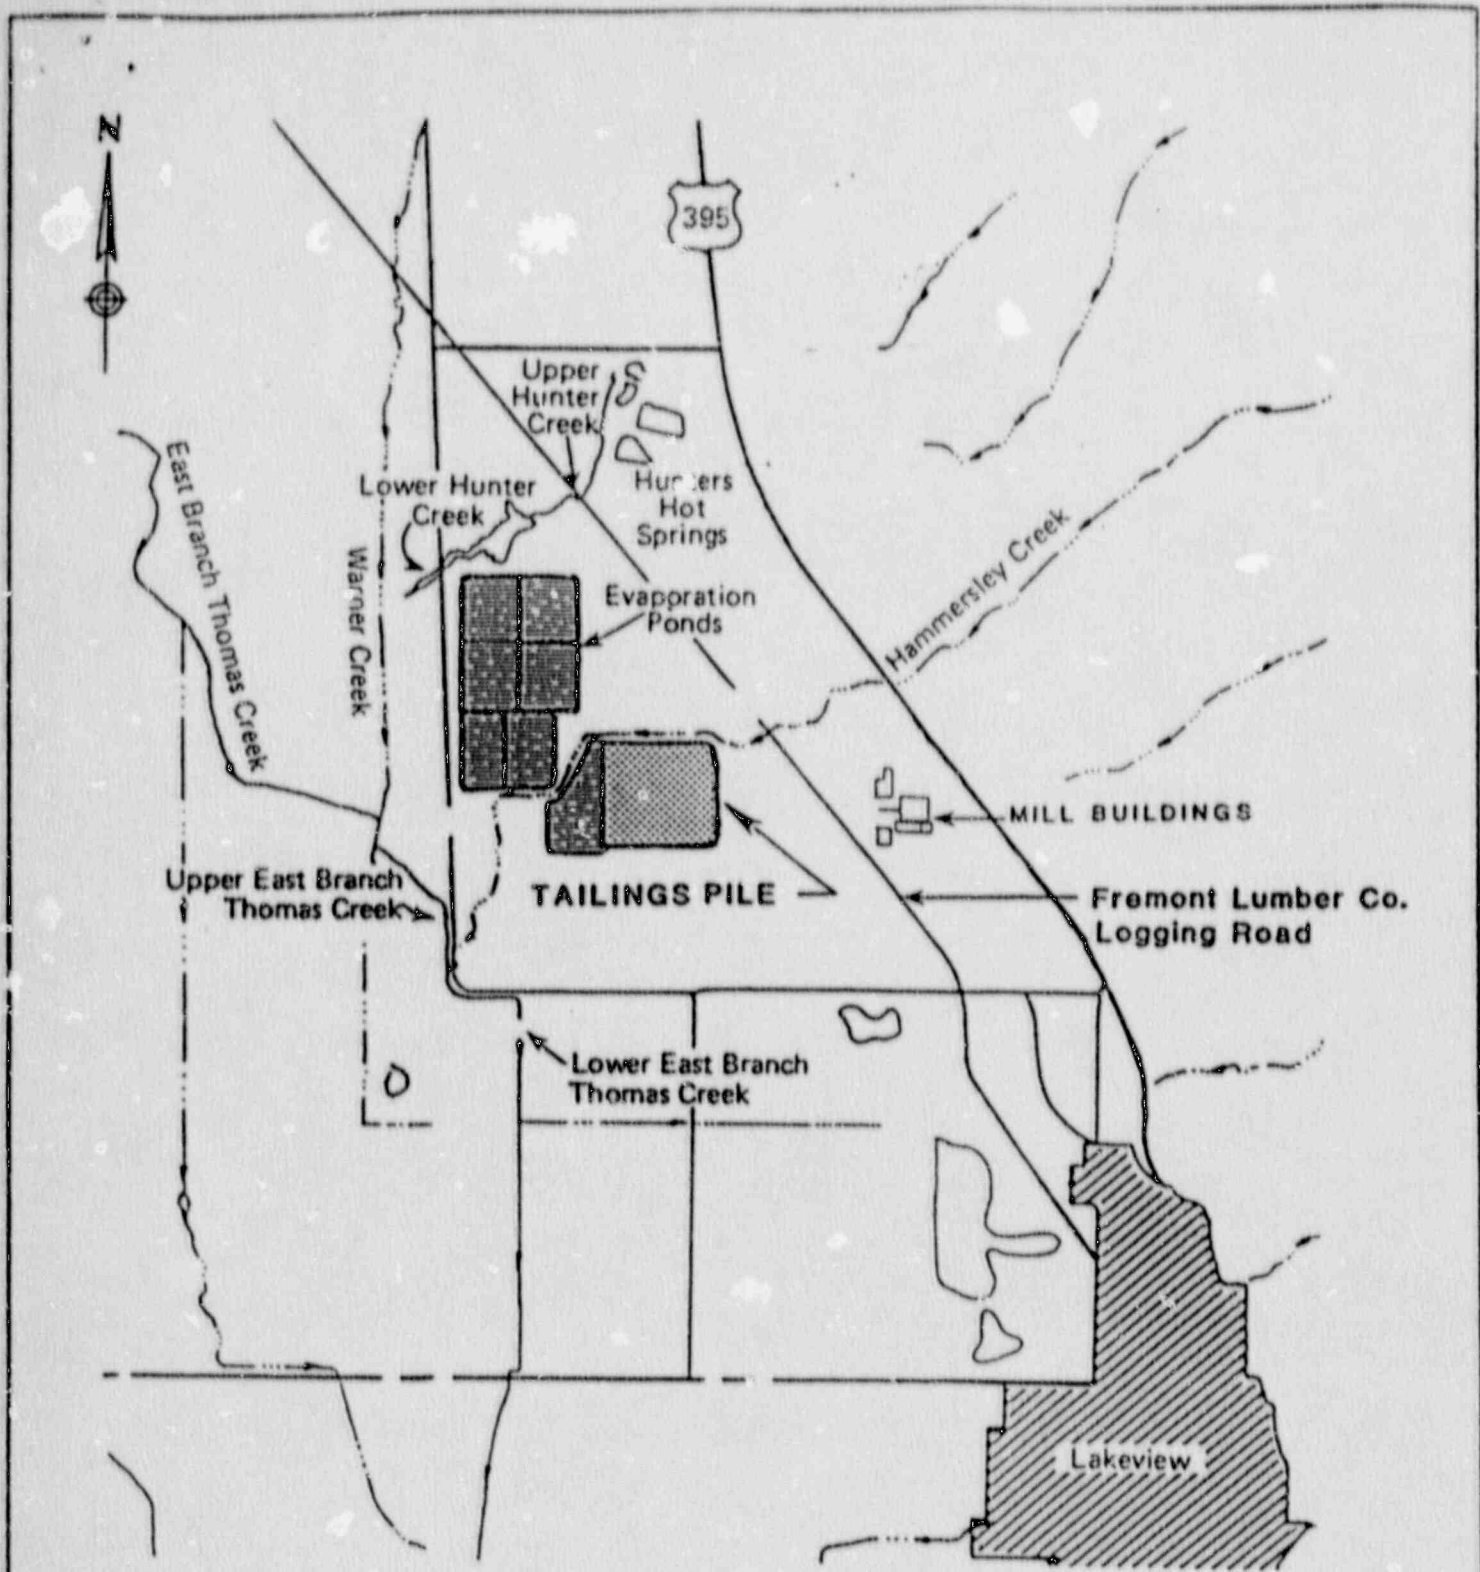 N
395
Upper
Hunter
Creek
Lower Hunter
Creek
Hot
Springs
East Branch Thomas Creek
Warner Creek
Evaporation
Ponds
Hammersley Creek
MILL BUILDINGS
Upper East Branch
Thomas Creek
TAILINGS PILE
Fremont Lumber Co.
Logging Road
Lower East Branch
Thomas Creek
Lakeview